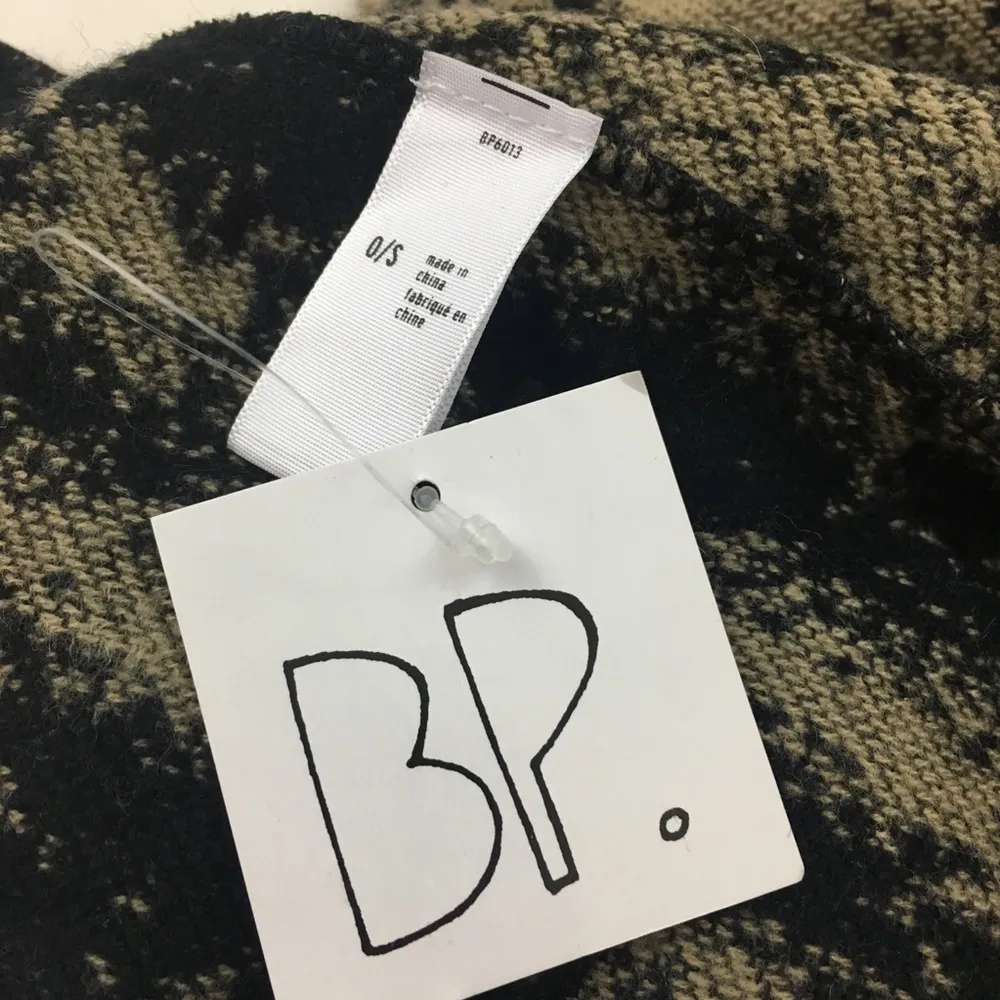 BP6013
O/S
made in
china
fabriqué en
chine
BP.